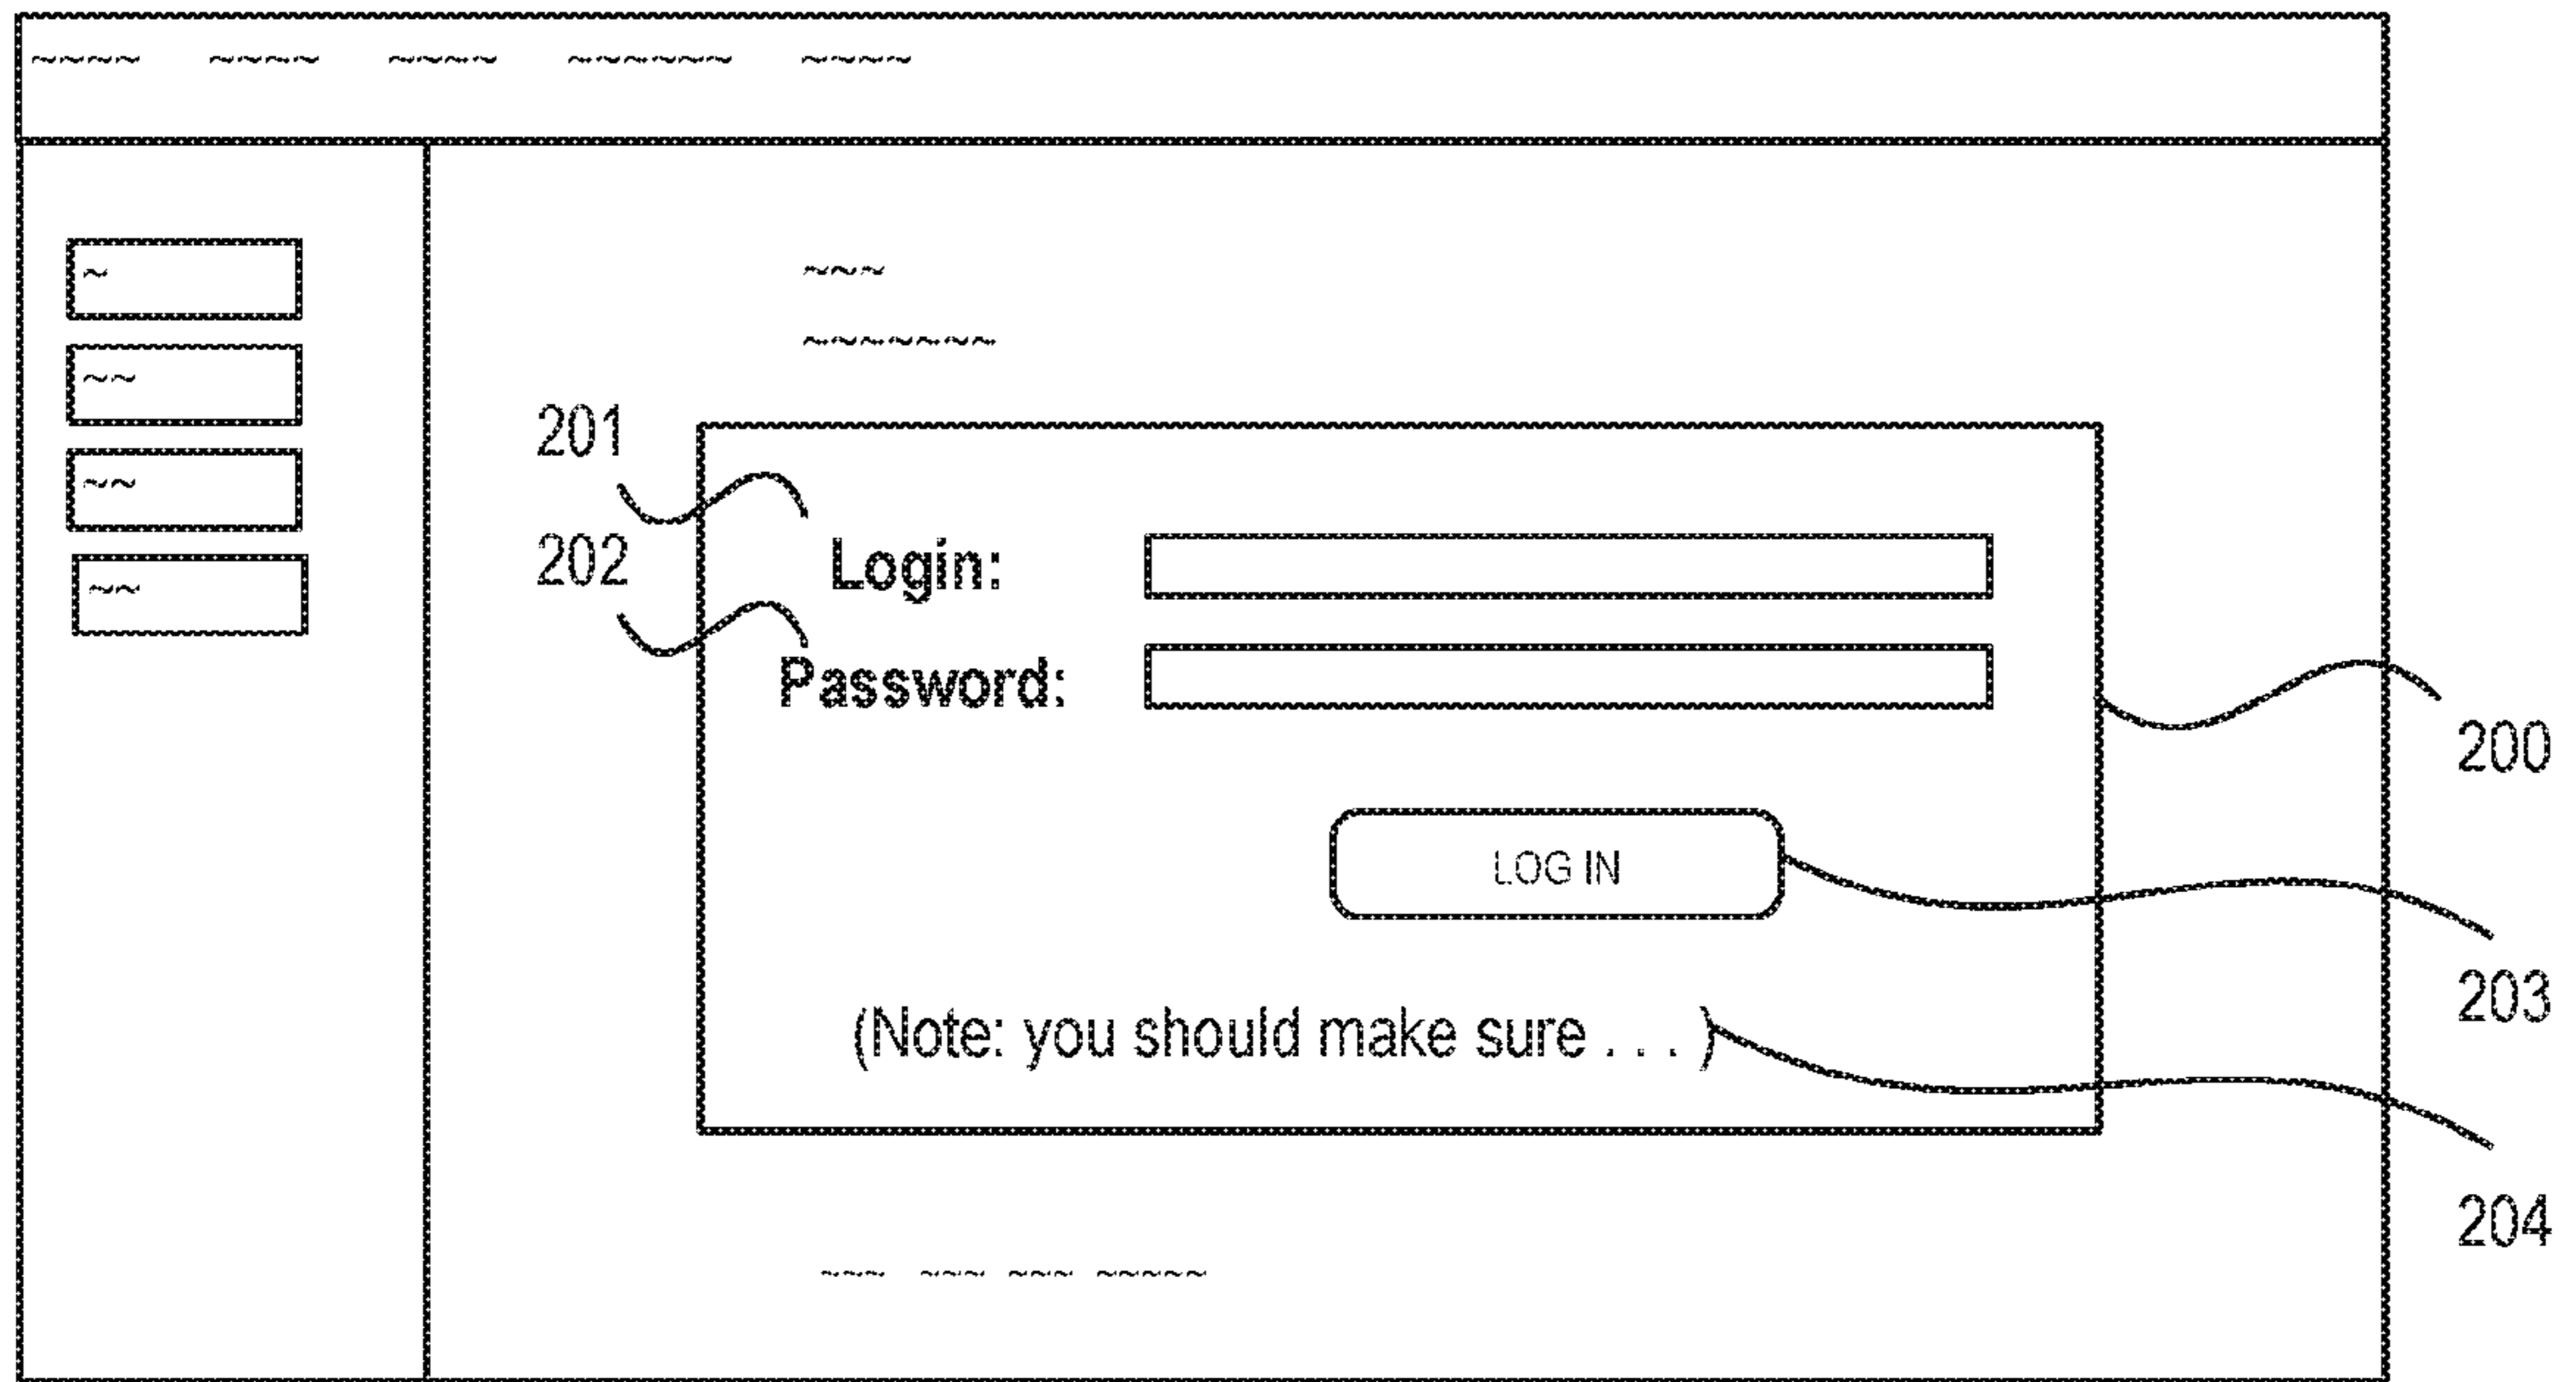 201
Login:
202
Password:
200
LOG IN
203
(Note: you should make sure . . . )
204